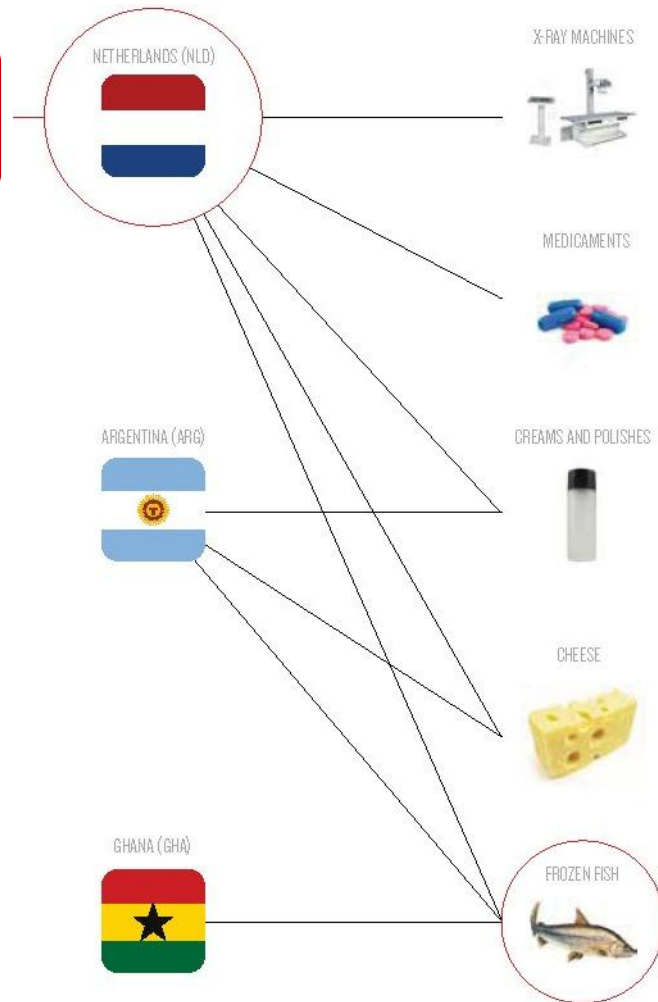 NETHERLANDS (NLD)
X-RAY MACHINES
MEDICAMENTS
ARGENTINA (ARG)
CREAMS AND POLISHES
CHEESE
GHANA (GHA)
FROZEN FISH